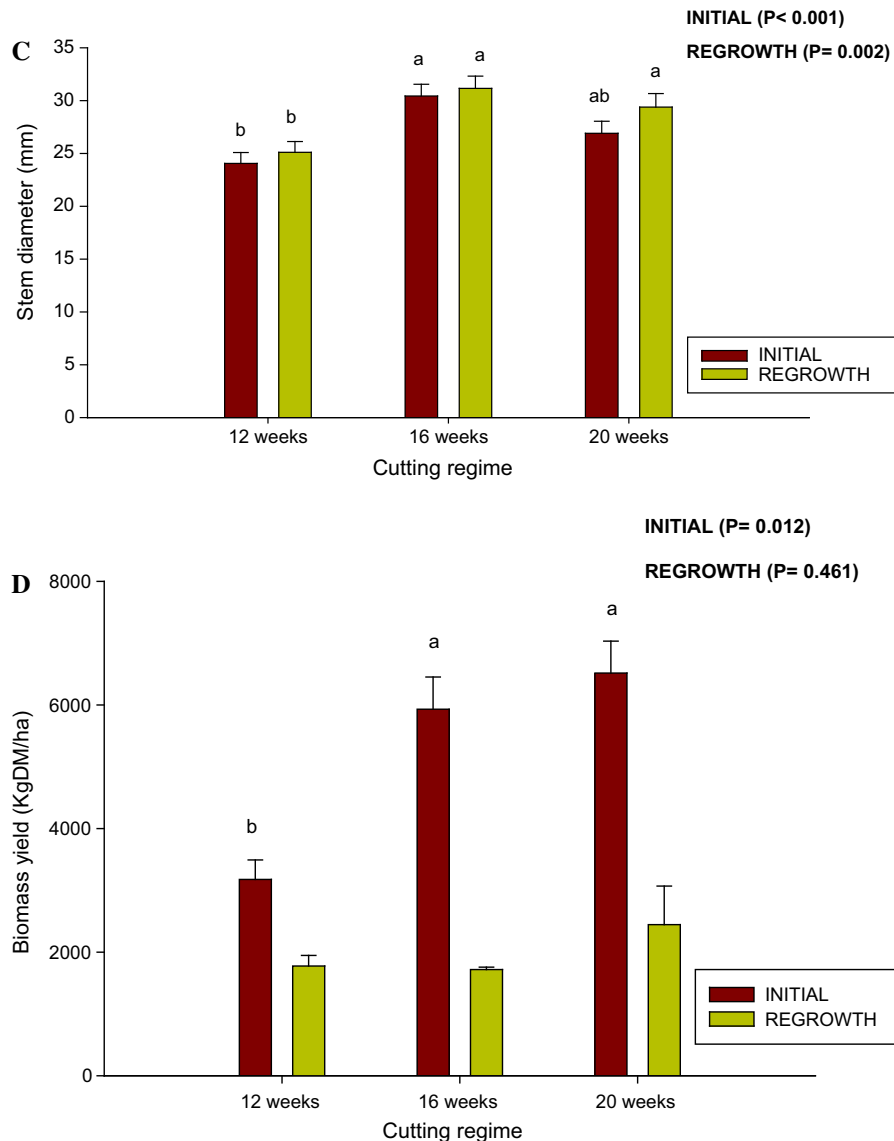 INITIAL (P< 0.001)
C
REGROWTH (P= 0.002)
35
30
25
20
15
10
5
0
Stem diameter (mm)
b b
a a
ab a
INITIAL
REGROWTH
12 weeks 16 weeks 20 weeks
Cutting regime
INITIAL (P= 0.012)
D
REGROWTH (P= 0.461)
8000
6000
4000
2000
0
Biomass yield (KgDM/ha)
b
a
a
INITIAL
REGROWTH
12 weeks 16 weeks 20 weeks
Cutting regime